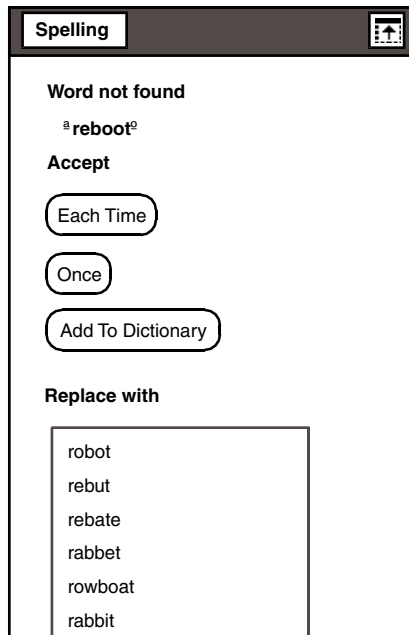 Spelling
Word not found
ªrebootº
Accept
Each Time
Once
Add To Dictionary
Replace with
robot
rebut
rebate
rabbet
rowboat
rabbit